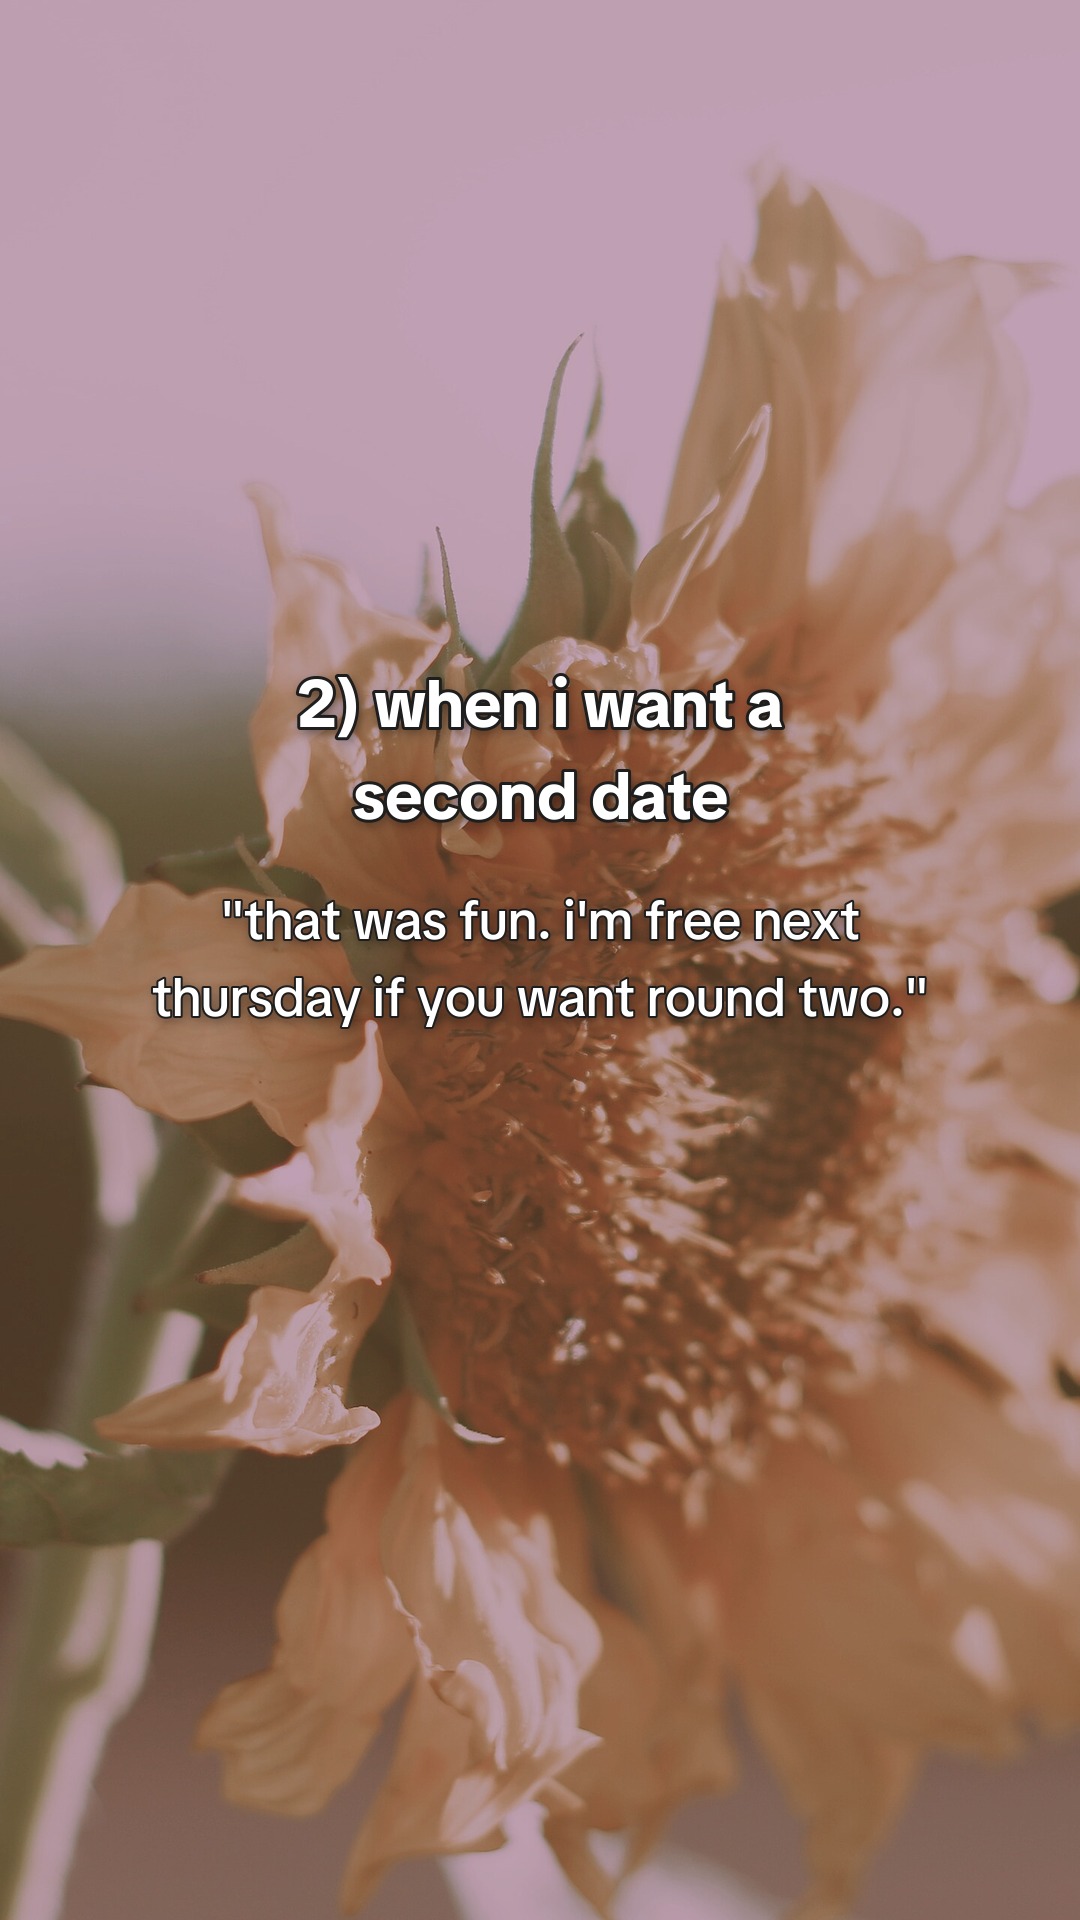 2) when i want a
second date
"that was fun. i'm free next
thursday if you want round two."